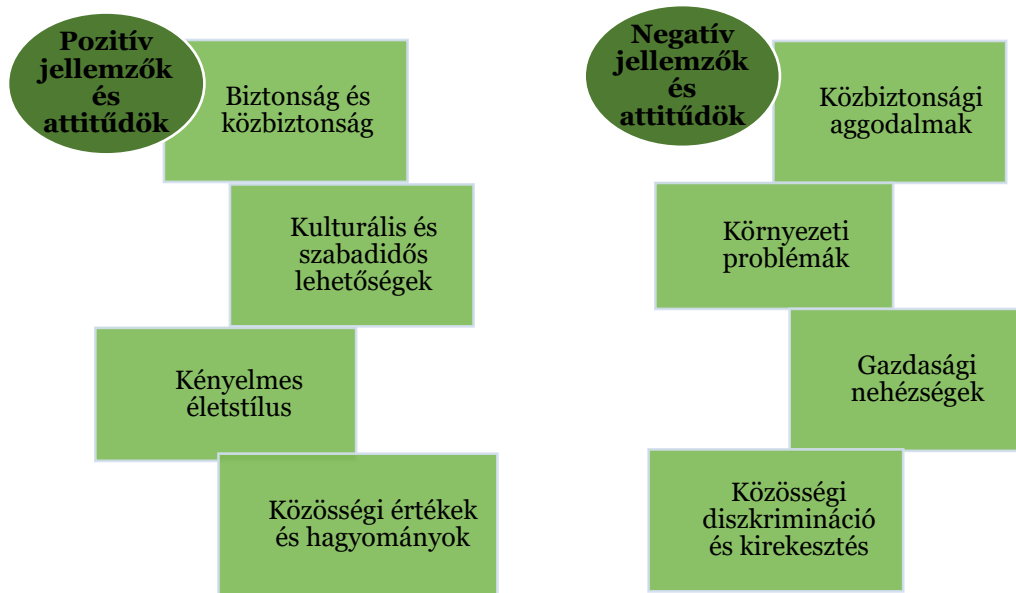 Pozitív
jellemzők
és
attitűdök
Biztonság és
közbiztonság
Kulturális és
szabadidős
lehetőségek
Kényelmes
életstílus
Közösségi értékek
és hagyományok
Negatív
jellemzők
és
attitűdök
Közbiztonsági
aggodalmak
Környezeti
problémák
Gazdasági
nehézségek
Közösségi
diszkrimináció
és kirekesztés